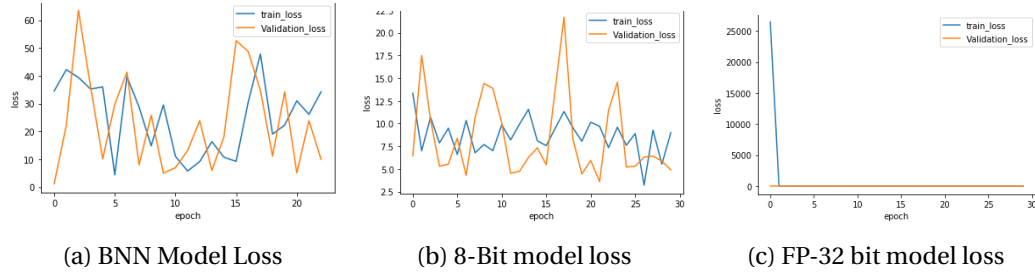 60
50
40
30
20
10
0
loss
train_loss
Validation_loss
0
5
10
15
20
epoch
(a) BNN Model Loss
22.5
20.0
17.5
15.0
12.5
10.0
7.5
5.0
2.5
loss
train_loss
Validation_loss
0
5
10
15
20
25
30
epoch
(b) 8-Bit model loss
25000
20000
15000
10000
5000
0
loss
train_loss
Validation_loss
0
5
10
15
20
25
30
epoch
(c) FP-32 bit model loss